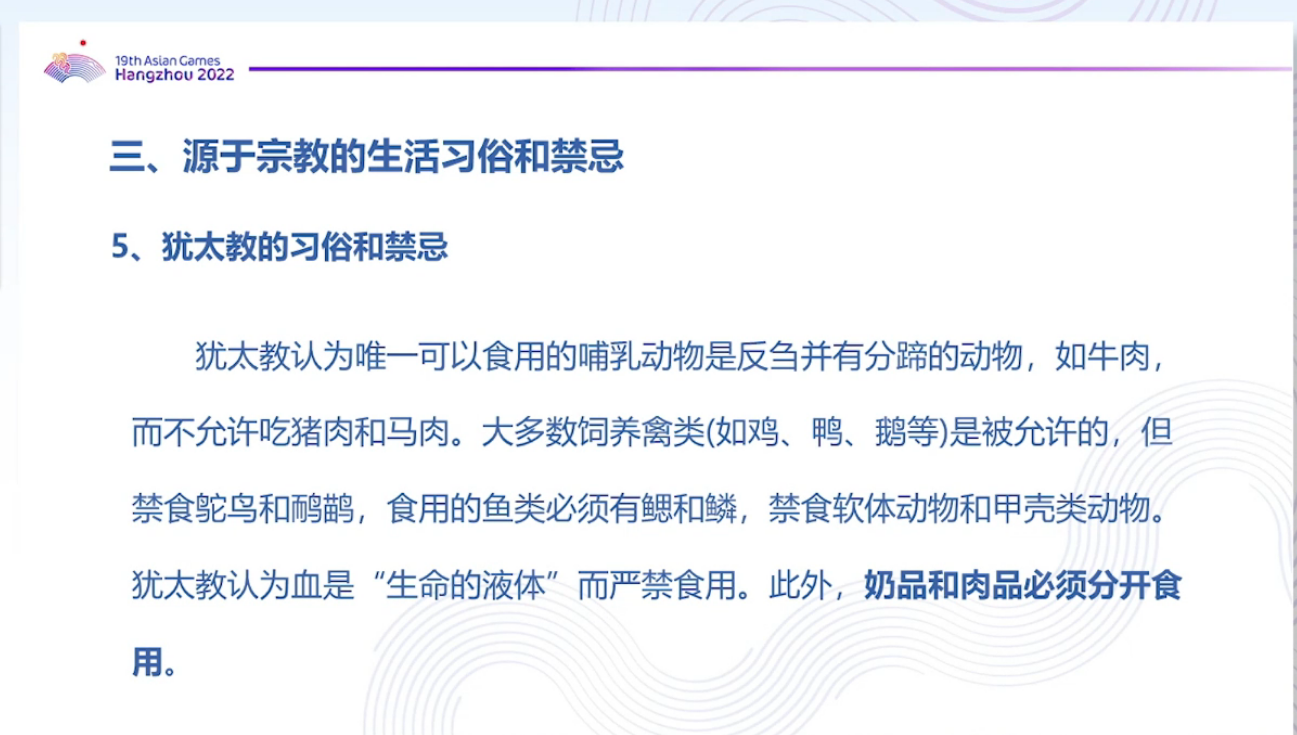 19th Asian Games
Hangzhou 2022
三、源于宗教的生活习俗和禁忌
5、犹太教的习俗和禁忌
犹太教认为唯一可以食用的哺乳动物是反刍并有分蹄的动物，如牛肉，
而不允许吃猪肉和马肉。大多数饲养禽类(如鸡、鸭、鹅等)是被允许的，但
禁食鸵鸟和鸸鹋，食用的鱼类必须有鳃和鳞，禁食软体动物和甲壳类动物。
犹太教认为血是“生命的液体”而严禁食用。此外，奶品和肉品必须分开食
用。